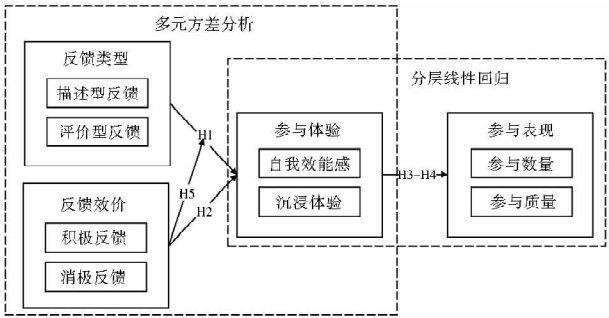 多元方差分析
反馈类型
描述型反馈
评价型反馈
反馈效价
积极反馈
消极反馈
H1
H5
H2
分层线性回归
参与体验
自我效能感
沉浸体验
H3-H4
参与表现
参与数量
参与质量